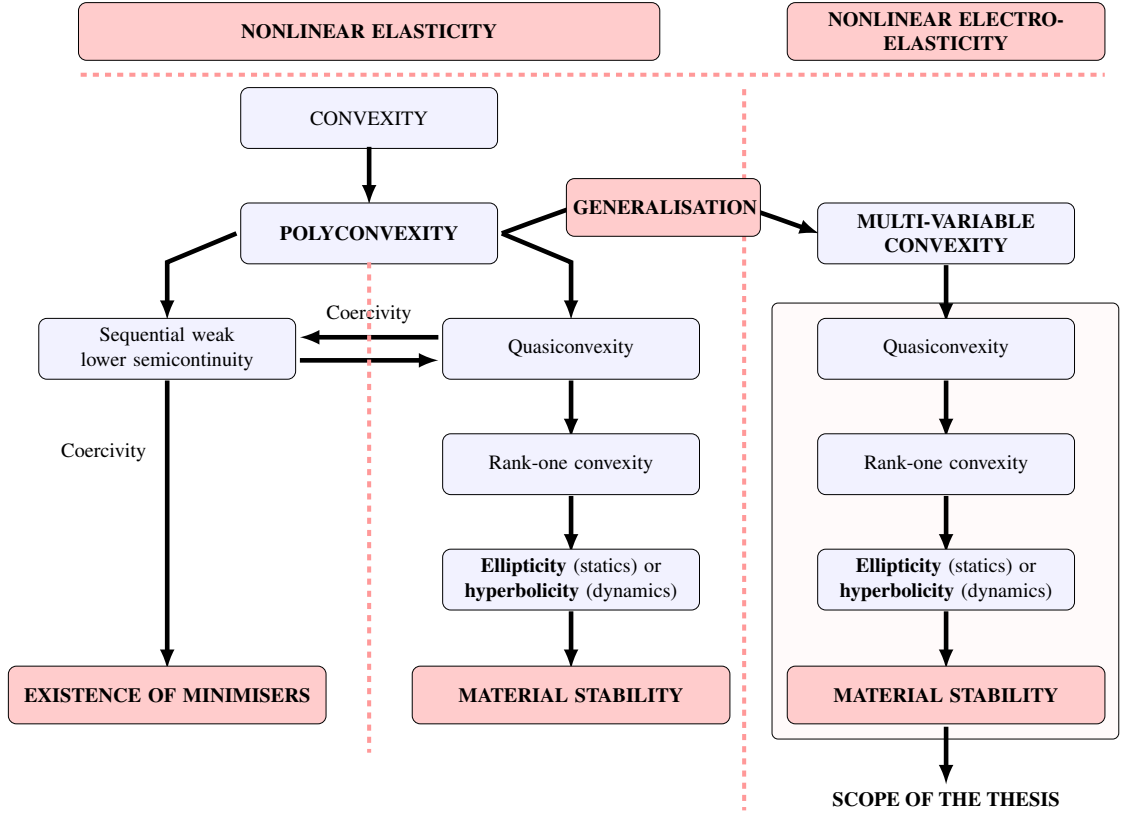 NONLINEAR ELASTICITY
NONLINEAR ELECTRO-
ELASTICITY
CONVEXITY
POLYCONVEXITY
GENERALISATION
MULTI-VARIABLE
CONVEXITY
Coercivity
Sequential weak
lower semicontinuity
Quasiconvexity
Quasiconvexity
Coercivity
Rank-one convexity
Rank-one convexity
Ellipticity (statics) or
hyperbolicity (dynamics)
Ellipticity (statics) or
hyperbolicity (dynamics)
EXISTENCE OF MINIMISERS
MATERIAL STABILITY
MATERIAL STABILITY
SCOPE OF THE THESIS